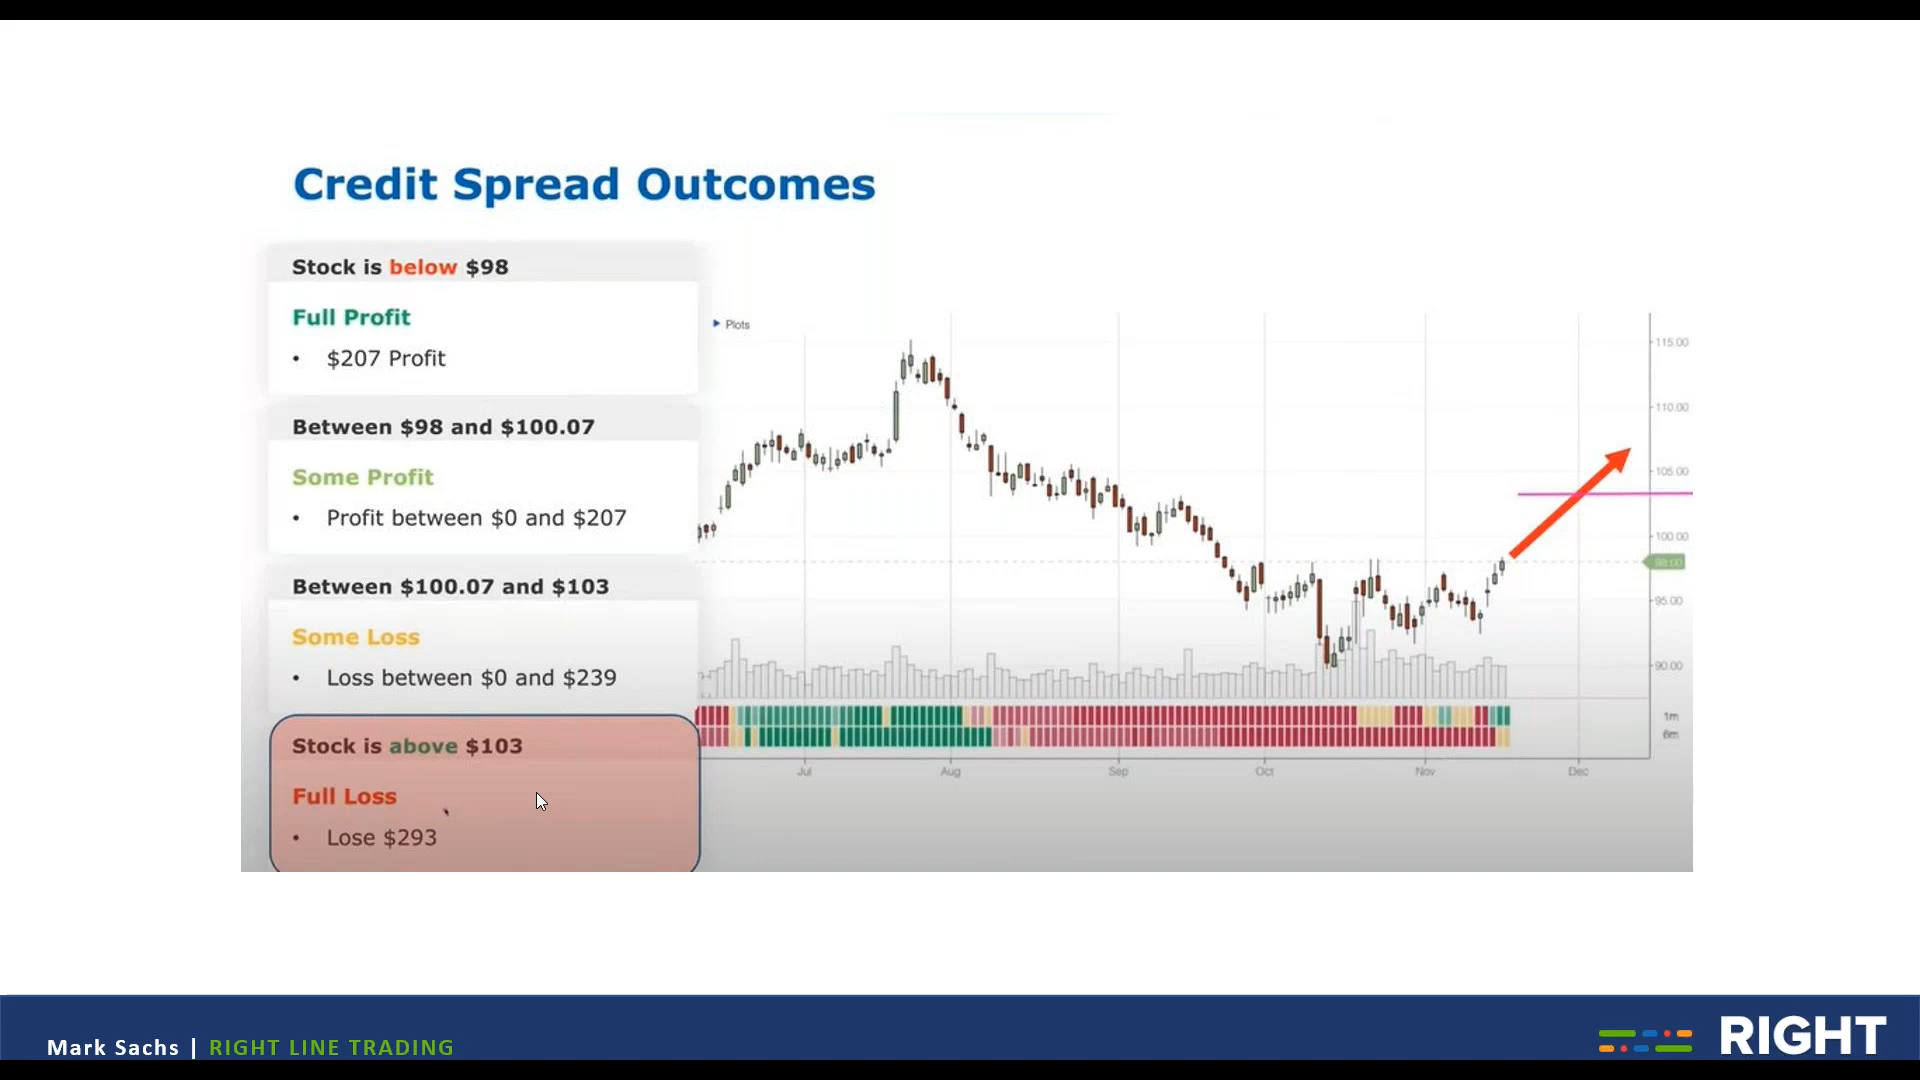 Credit Spread Outcomes
Stock is below $98
Full Profit
• $207 Profit
Between $98 and $100.07
Some Profit
• Profit between $0 and $207
Between $100.07 and $103
Some Loss
• Loss between $0 and $239
Stock is above $103
Full Loss
• Lose $293
Plots
115.00
110.00
105.00
100.00
98.00
95.00
90.00
1m
6m
Jul Aug Sep Oct Nov Dec
Mark Sachs | RIGHT LINE TRADING
RIGHT